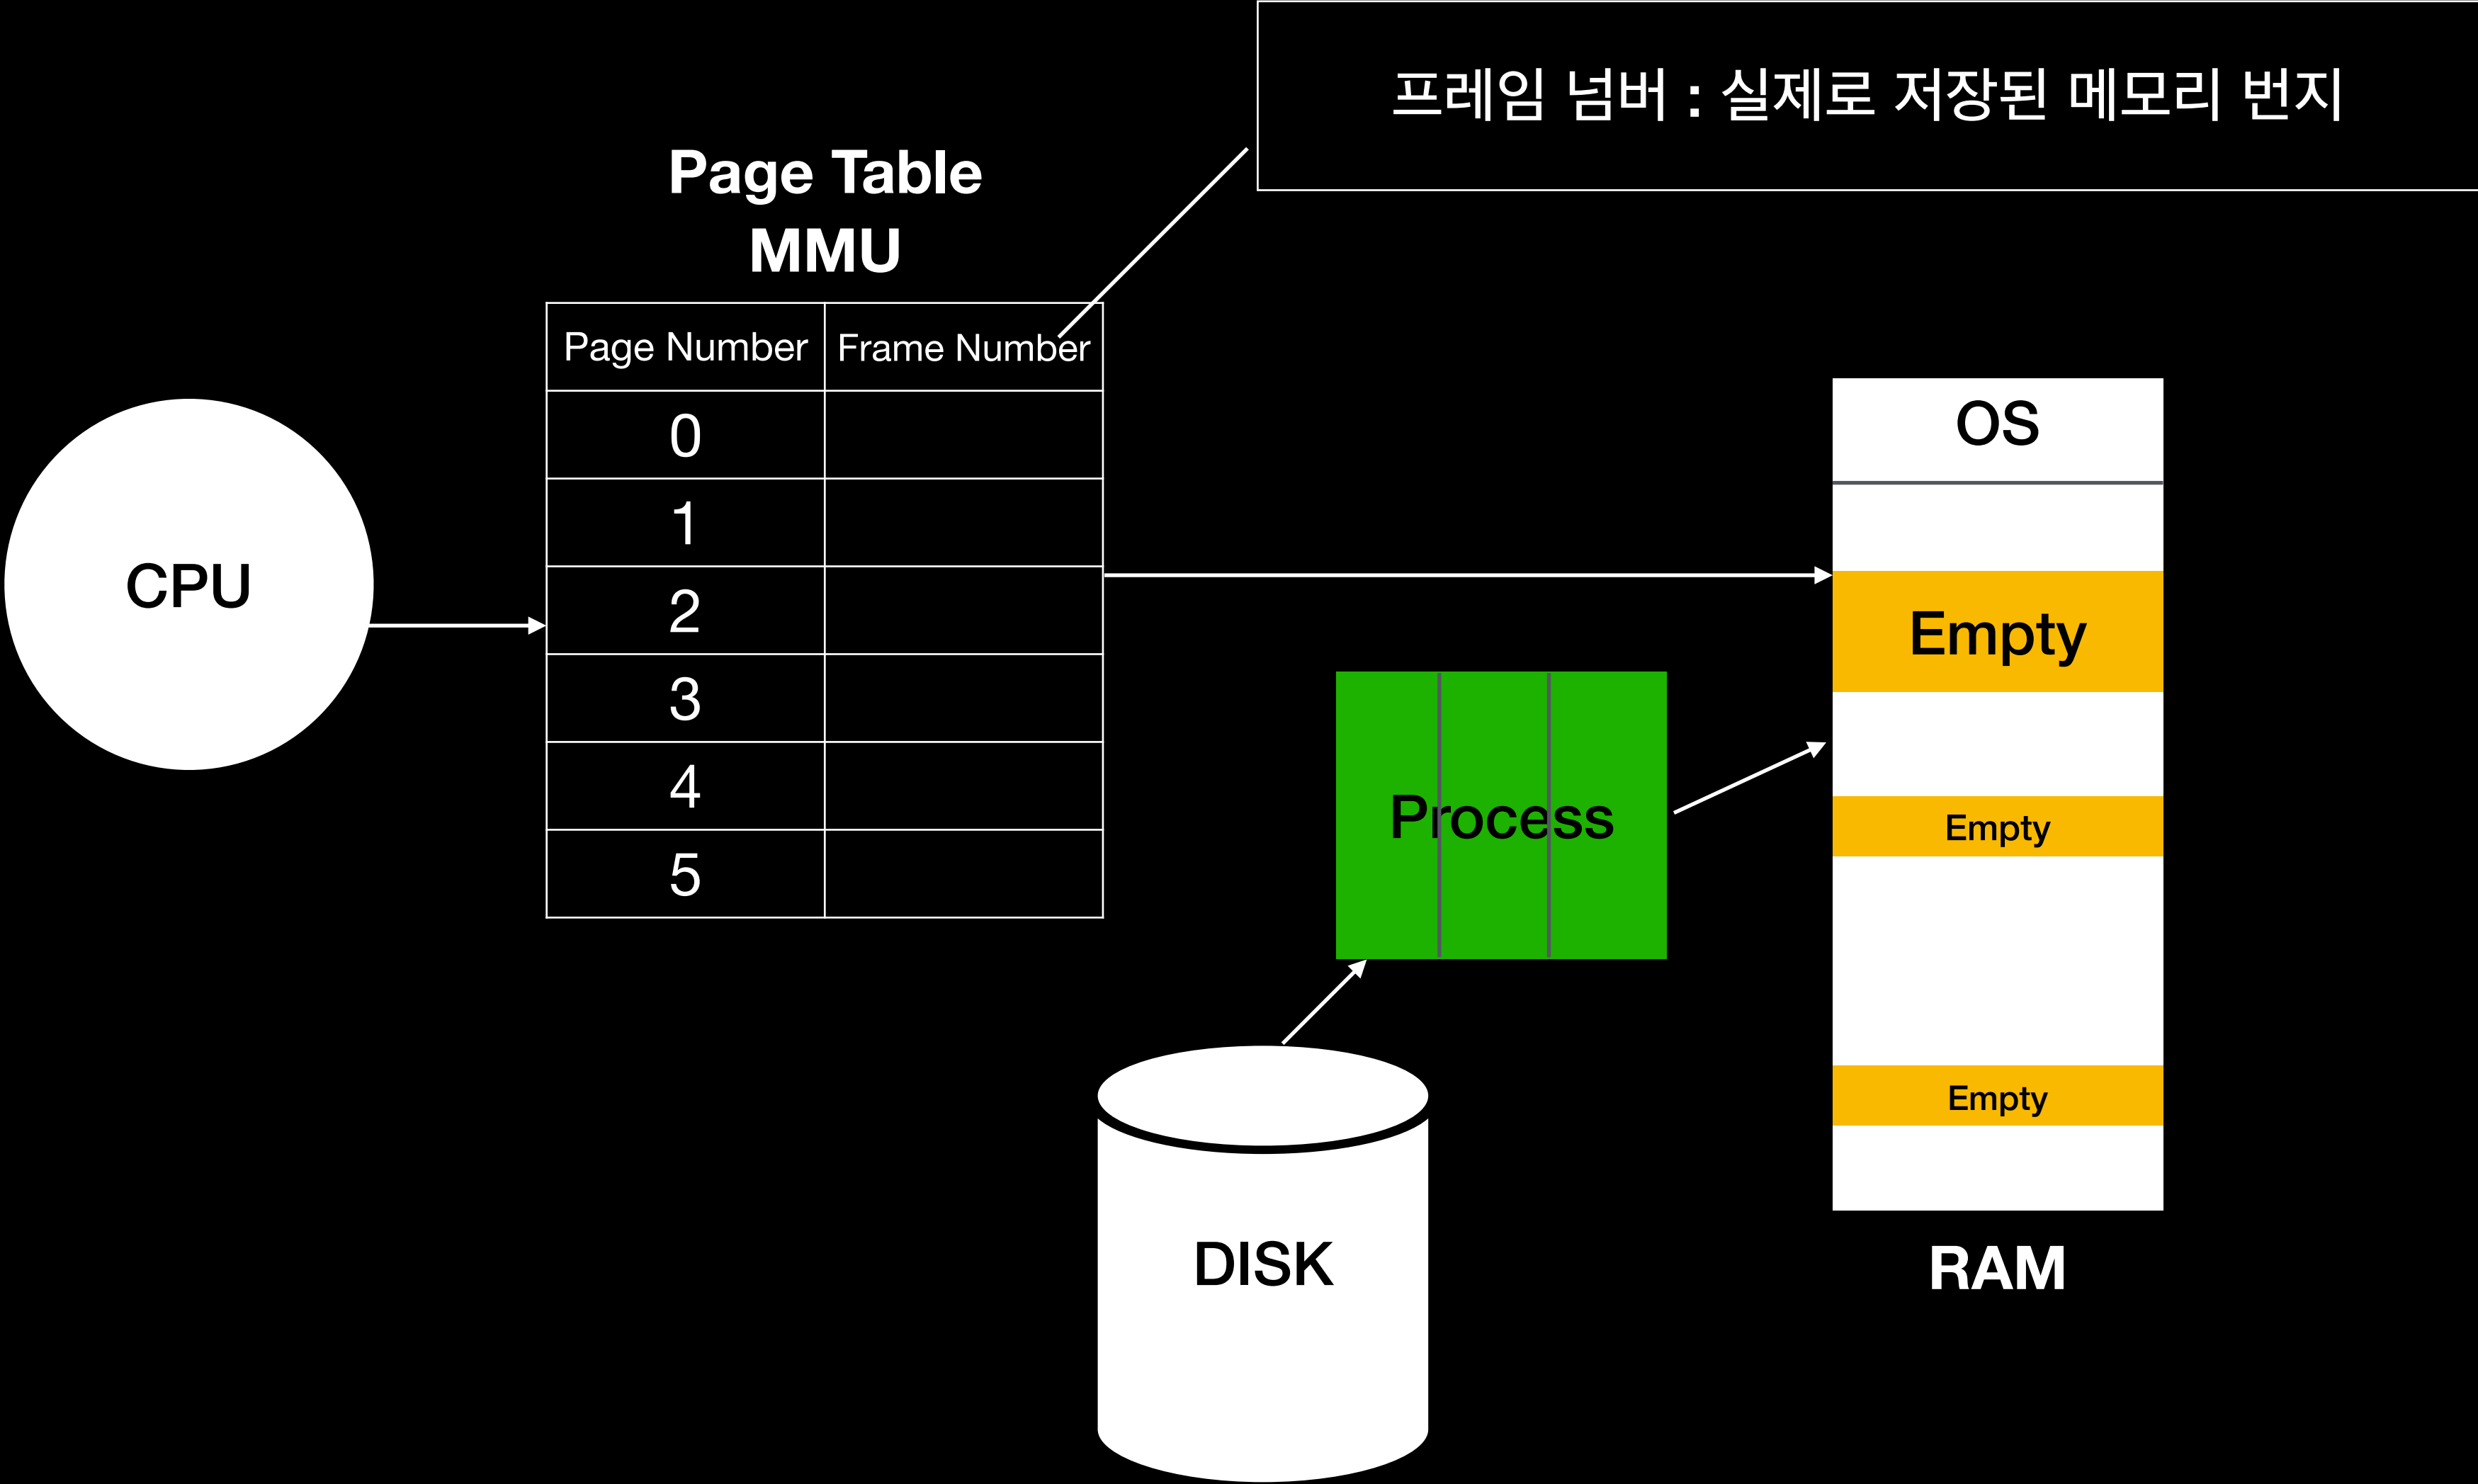 프레임 넘버 : 실제로 저장된 메모리 번지
Page Table
MMU
Page Number Frame Number
0
1
2
3
4
5
CPU
OS
Empty
Process
Empty
Empty
DISK
RAM